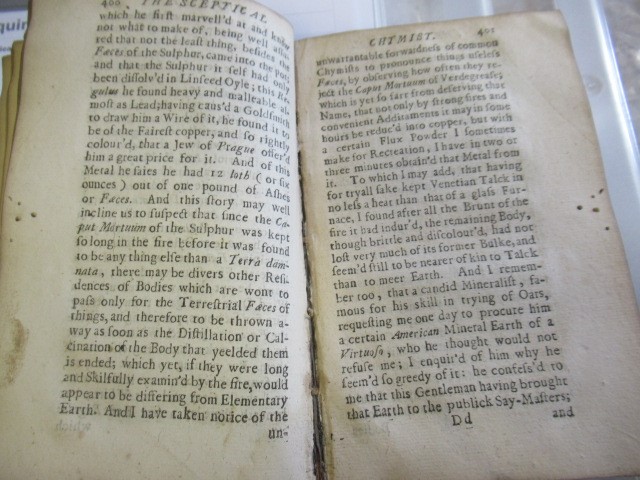 quir
400 THE SCEPTICAL
which he first marvell'd at and knew
not what to make of, being well assu-
red that not the least thing, besides the
Fæces of the Sulphur, came into the pot;
and that the Sulphur it self had only
been dissolv'd in Linseed Oyle; this Re-
gulus he found heavy and malleable al-
most as Lead; having caus'd a Goldsmith
to draw him a Wire of it, he found it to
be of the Fairest copper, and so rightly
colour'd, that a Jew of Prague offer'd
him a great price for it. And of this
Metal he saies he had 12 loth (or six
ounces) out of one pound of Ashes
or Fæces. And this story may well
incline us to suspect that since the Ca-
put Mortuum of the Sulphur was kept
so long in the fire before it was found
to be any thing else than a Terra dam-
nata, there may be divers other Resi-
dences of Bodies which are wont to
pass only for the Terrestrial Fæces of
things, and therefore to be thrown a-
way as soon as the Distillation or Cal-
cination of the Body that yeelded them
is ended; which yet, if they were long
and Skilfully examin'd by the fire, would
appear to be differing from Elementary
Earth. And I have taken notice of the
un-
CHYMIST. 401
unwarrantable forwardness of common
Chymists to pronounce things useless
Fæces, by observing how often they re-
ject the Caput Mortuum of Verdegrease;
which is yet so far from deserving that
Name, that not only by strong fires and
convenient Additaments it may in some
hours be reduc'd into copper, but with
a certain Flux Powder I sometimes
make for Recreation, I have in two or
three minutes obtain'd that Metal from
it. To which I may add, that having
for tryall sake kept Venetian Talck in
no less a heat than that of a glass Fur-
nace, I found after all the Brunt of the
fire it had indur'd, the remaining Body,
though brittle and discolour'd, had not
lost very much of its former Bulke, and
seem'd still to be nearer of kin to Talck
than to meer Earth. And I remem-
ber too, that a candid Mineralist, fa-
mous for his skill in trying of Oars,
requesting me one day to procure him
a certain American Mineral Earth of a
Virtuoso, who he thought would not
refuse me; I enquir'd of him why he
seem'd so greedy of it: he confess'd to
me that this Gentleman having brought
that Earth to the publick Say-Masters;
Dd and